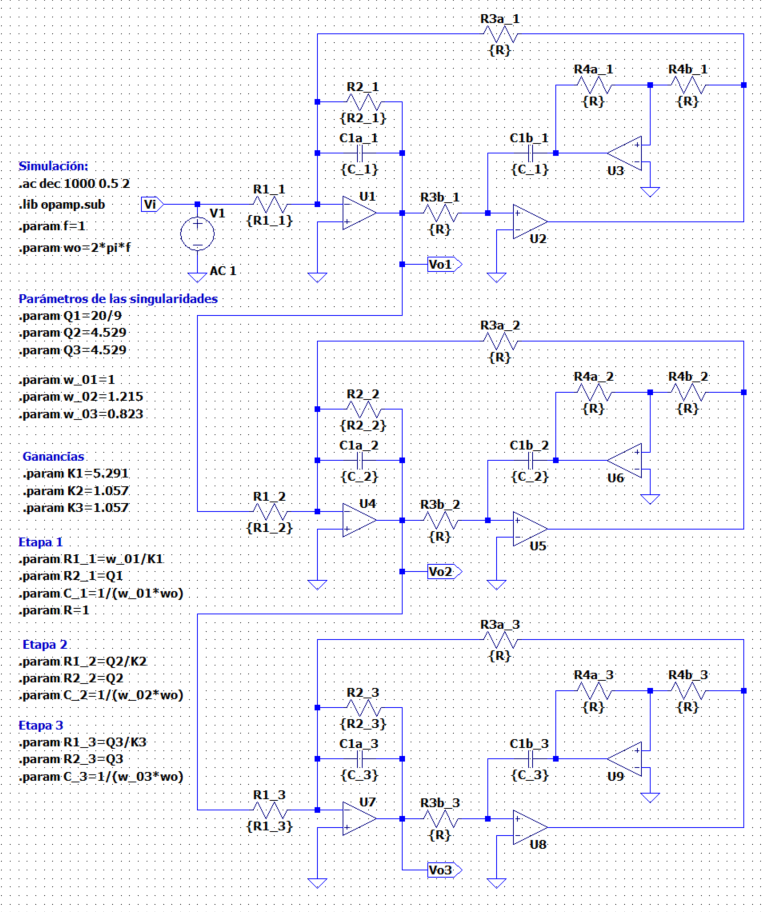 Simulación:
.ac dec 1000 0.5 2
.lib opamp.sub
.param f=1
.param wo=2*pi*f
Vi
V1
AC 1
Parámetros de las singularidades
.param Q1=20/9
.param Q2=4.529
.param Q3=4.529
.param w_01=1
.param w_02=1.215
.param w_03=0.823
Ganancias
.param K1=5.291
.param K2=1.057
.param K3=1.057
Etapa 1
.param R1_1=w_01/K1
.param R2_1=Q1
.param C_1=1/(w_01*wo)
.param R=1
Etapa 2
.param R1_2=Q2/K2
.param R2_2=Q2
.param C_2=1/(w_02*wo)
Etapa 3
.param R1_3=Q3/K3
.param R2_3=Q3
.param C_3=1/(w_03*wo)
R3a_1
{R}
R4a_1
{R}
R4b_1
{R}
R2_1
{R2_1}
C1a_1
{C_1}
C1b_1
{C_1}
U3
R1_1
{R1_1}
U1
R3b_1
{R}
U2
Vo1
R3a_2
{R}
R4a_2
{R}
R4b_2
{R}
R2_2
{R2_2}
C1a_2
{C_2}
C1b_2
{C_2}
U6
R1_2
{R1_2}
U4
R3b_2
{R}
U5
Vo2
R3a_3
{R}
R4a_3
{R}
R4b_3
{R}
R2_3
{R2_3}
C1a_3
{C_3}
C1b_3
{C_3}
U9
R1_3
{R1_3}
U7
R3b_3
{R}
U8
Vo3